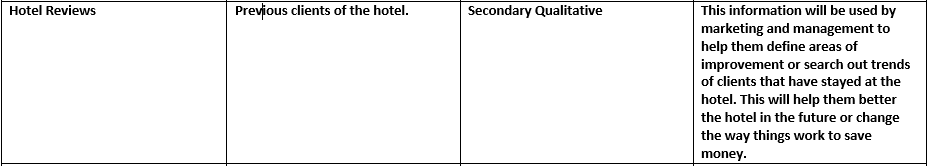 Hotel Reviews
Previous clients of the hotel.
Secondary Qualitative
This information will be used by
marketing and management to
help them define areas of
improvement or search out trends
of clients that have stayed at the
hotel. This will help them better
the hotel in the future or change
the way things work to save
money.